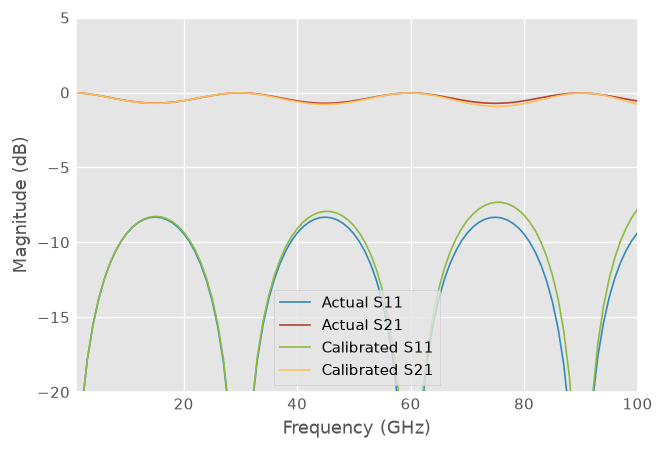 5
0
−5
−10
−15
−20
Magnitude (dB)
Actual S11
Actual S21
Calibrated S11
Calibrated S21
20 40 60 80 100
Frequency (GHz)